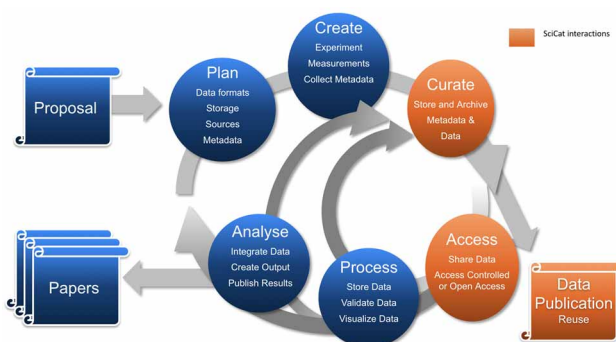 SciCat interactions
Proposal
Plan
Data formats
Storage
Sources
Metadata
Create
Experiment
Measurements
Collect Metadata
Curate
Store and Archive
Metadata &
Data
Access
Share Data
Access Controlled
or Open Access
Data
Publication
Reuse
Process
Store Data
Validate Data
Visualize Data
Analyse
Integrate Data
Create Output
Publish Results
Papers